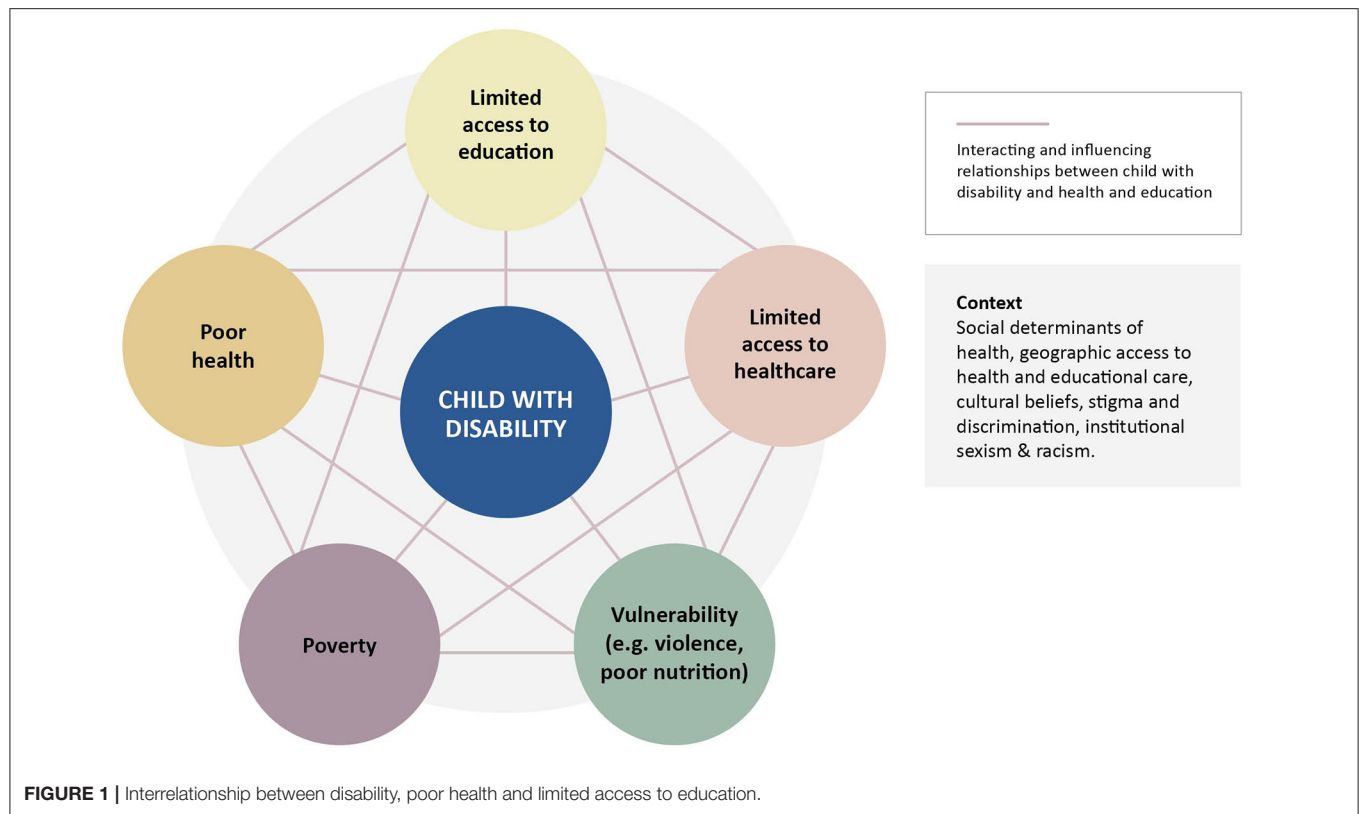 Limited
access to
education
Poor
health
Limited
access to
healthcare
CHILD WITH
DISABILITY
Poverty
Vulnerability
(e.g. violence,
poor nutrition)
Interacting and influencing
relationships between child with
disability and health and education
Context
Social determinants of
health, geographic access to
health and educational care,
cultural beliefs, stigma and
discrimination, institutional
sexism & racism.
FIGURE 1 | Interrelationship between disability, poor health and limited access to education.